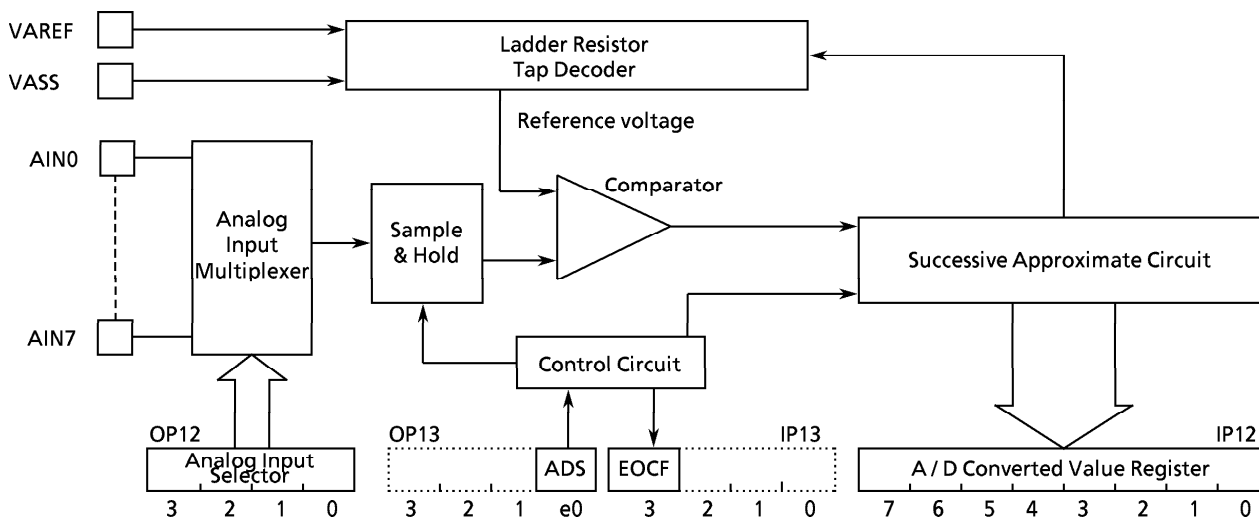 VAREF
Ladder Resistor
Tap Decoder
VASS
Reference voltage
AIN0
Comparator
Analog
Input
Multiplexer
Sample
& Hold
Successive Approximate Circuit
AIN7
Control Circuit
OP12
OP13
IP13
IP12
Analog Input
Selector
ADS
EOCF
A / D Converted Value Register
3 2 1 0
3 2 1 e0
3 2 1 0
7 6 5 4 3 2 1 0